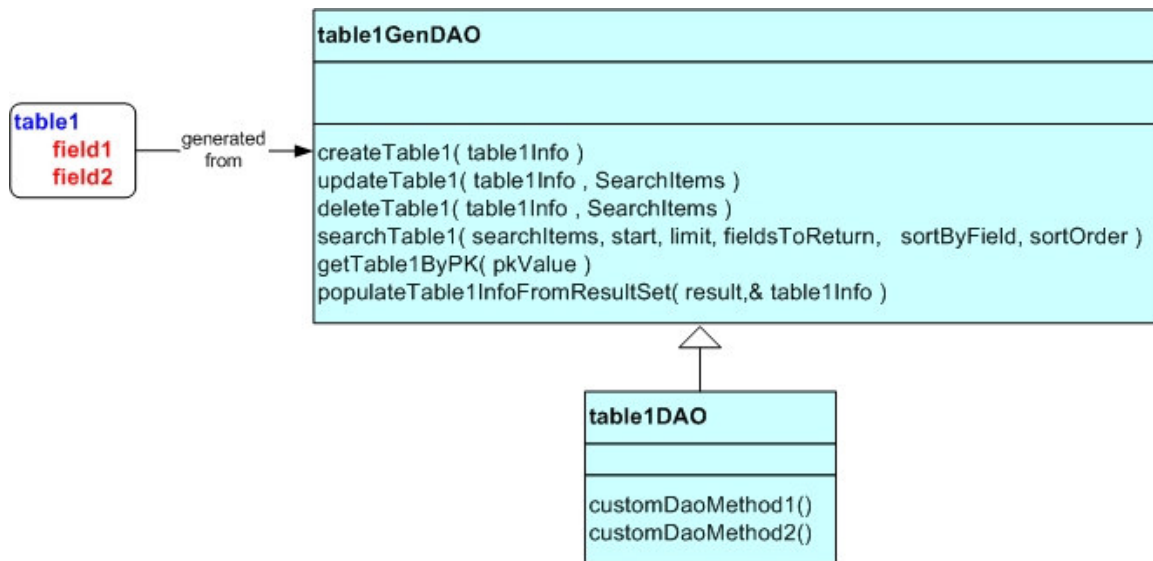 table1GenDAO
table1
field1
field2
generated
from
createTable1( table1Info )
updateTable1( table1Info , SearchItems )
deleteTable1( table1Info , SearchItems )
searchTable1( searchItems, start, limit, fieldsToReturn, sortByField, sortOrder )
getTable1ByPK( pkValue )
populateTable1InfoFromResultSet( result,& table1Info )
table1DAO
customDaoMethod1()
customDaoMethod2()